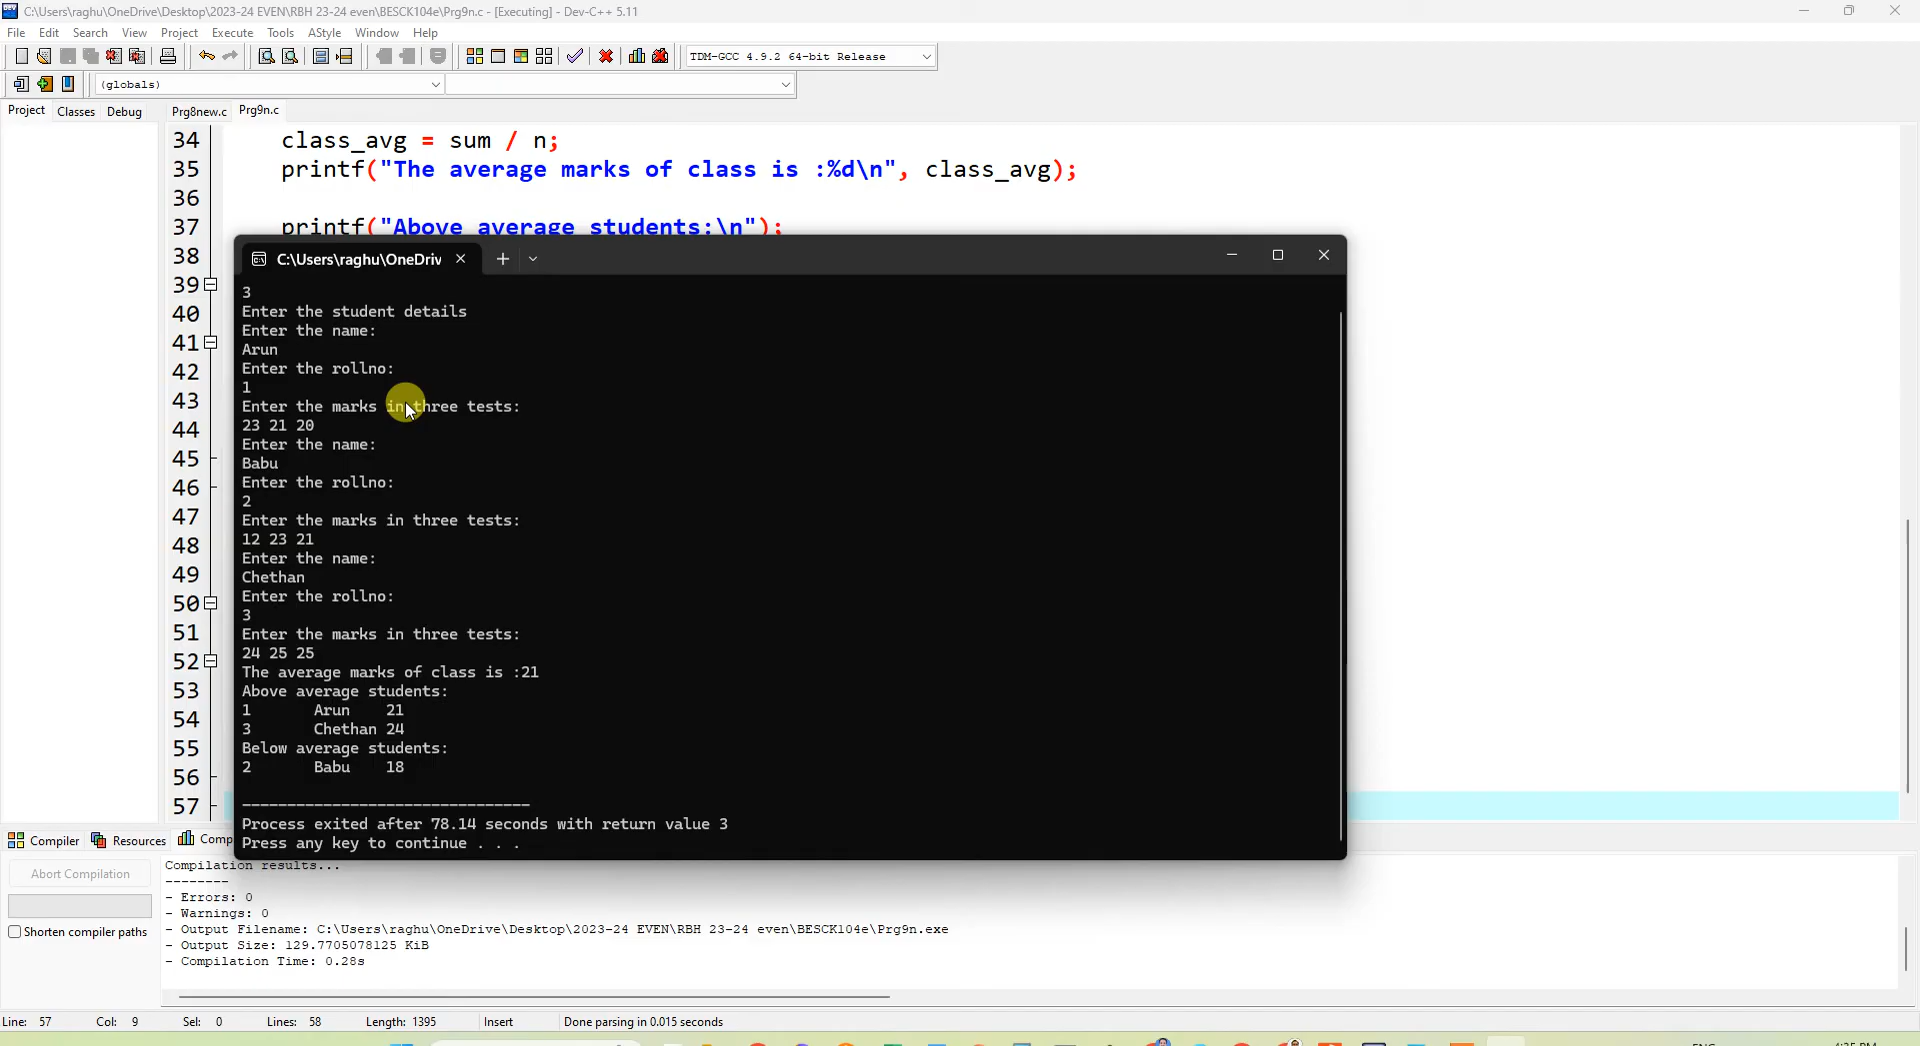 C:\Users\raghu\OneDrive\Desktop\2023-24 EVEN\RBH 23-24 even\BESCK104e\Prg9n.c - [Executing] - Dev-C++ 5.11
File Edit Search View Project Execute Tools AStyle Window Help
TDM-GCC 4.9.2 64-bit Release
(globals)
Project Classes Debug Prg8new.c Prg9n.c
34 class_avg = sum / n;
35 printf("The average marks of class is :%d\n", class_avg);
36
37 printf("Above average students:\n");
38
39
40
41
42
43
44
45
46
47
48
49
50
51
52
53
54
55
56
57
C:\Users\raghu\OneDriv
3
Enter the student details
Enter the name:
Arun
Enter the rollno:
1
Enter the marks in three tests:
23 21 20
Enter the name:
Babu
Enter the rollno:
2
Enter the marks in three tests:
12 23 21
Enter the name:
Chethan
Enter the rollno:
3
Enter the marks in three tests:
24 25 25
The average marks of class is :21
Above average students:
1 Arun 21
3 Chethan 24
Below average students:
2 Babu 18
--------------------------------
Process exited after 78.14 seconds with return value 3
Press any key to continue . . .
Compiler Resources Comp
Abort Compilation
Shorten compiler paths
Compilation results...
--------
- Errors: 0
- Warnings: 0
- Output Filename: C:\Users\raghu\OneDrive\Desktop\2023-24 EVEN\RBH 23-24 even\BESCK104e\Prg9n.exe
- Output Size: 129.7705078125 KiB
- Compilation Time: 0.28s
Line: 57 Col: 9 Sel: 0 Lines: 58 Length: 1395 Insert Done parsing in 0.015 seconds